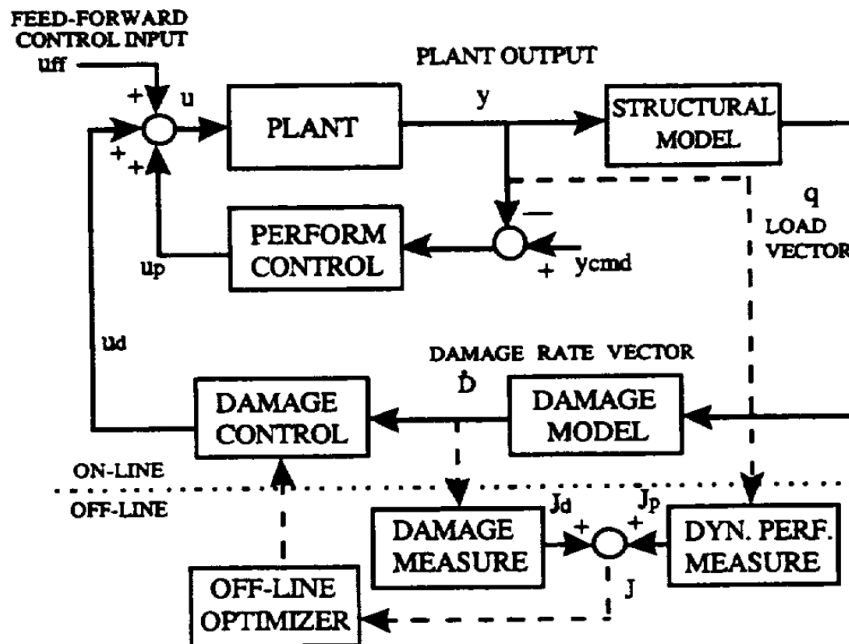 FEED-FORWARD
CONTROL INPUT
uff
PLANT OUTPUT
+
u
PLANT
y
STRUCTURAL
MODEL
+
+
q
LOAD
VECTOR
PERFORM
CONTROL
—
+
ycmd
up
ud
DAMAGE RATE VECTOR
Ḋ
DAMAGE
CONTROL
DAMAGE
MODEL
ON-LINE
OFF-LINE
DAMAGE
MEASURE
Jd
+
Jp
+
DYN. PERF.
MEASURE
J
OFF-LINE
OPTIMIZER